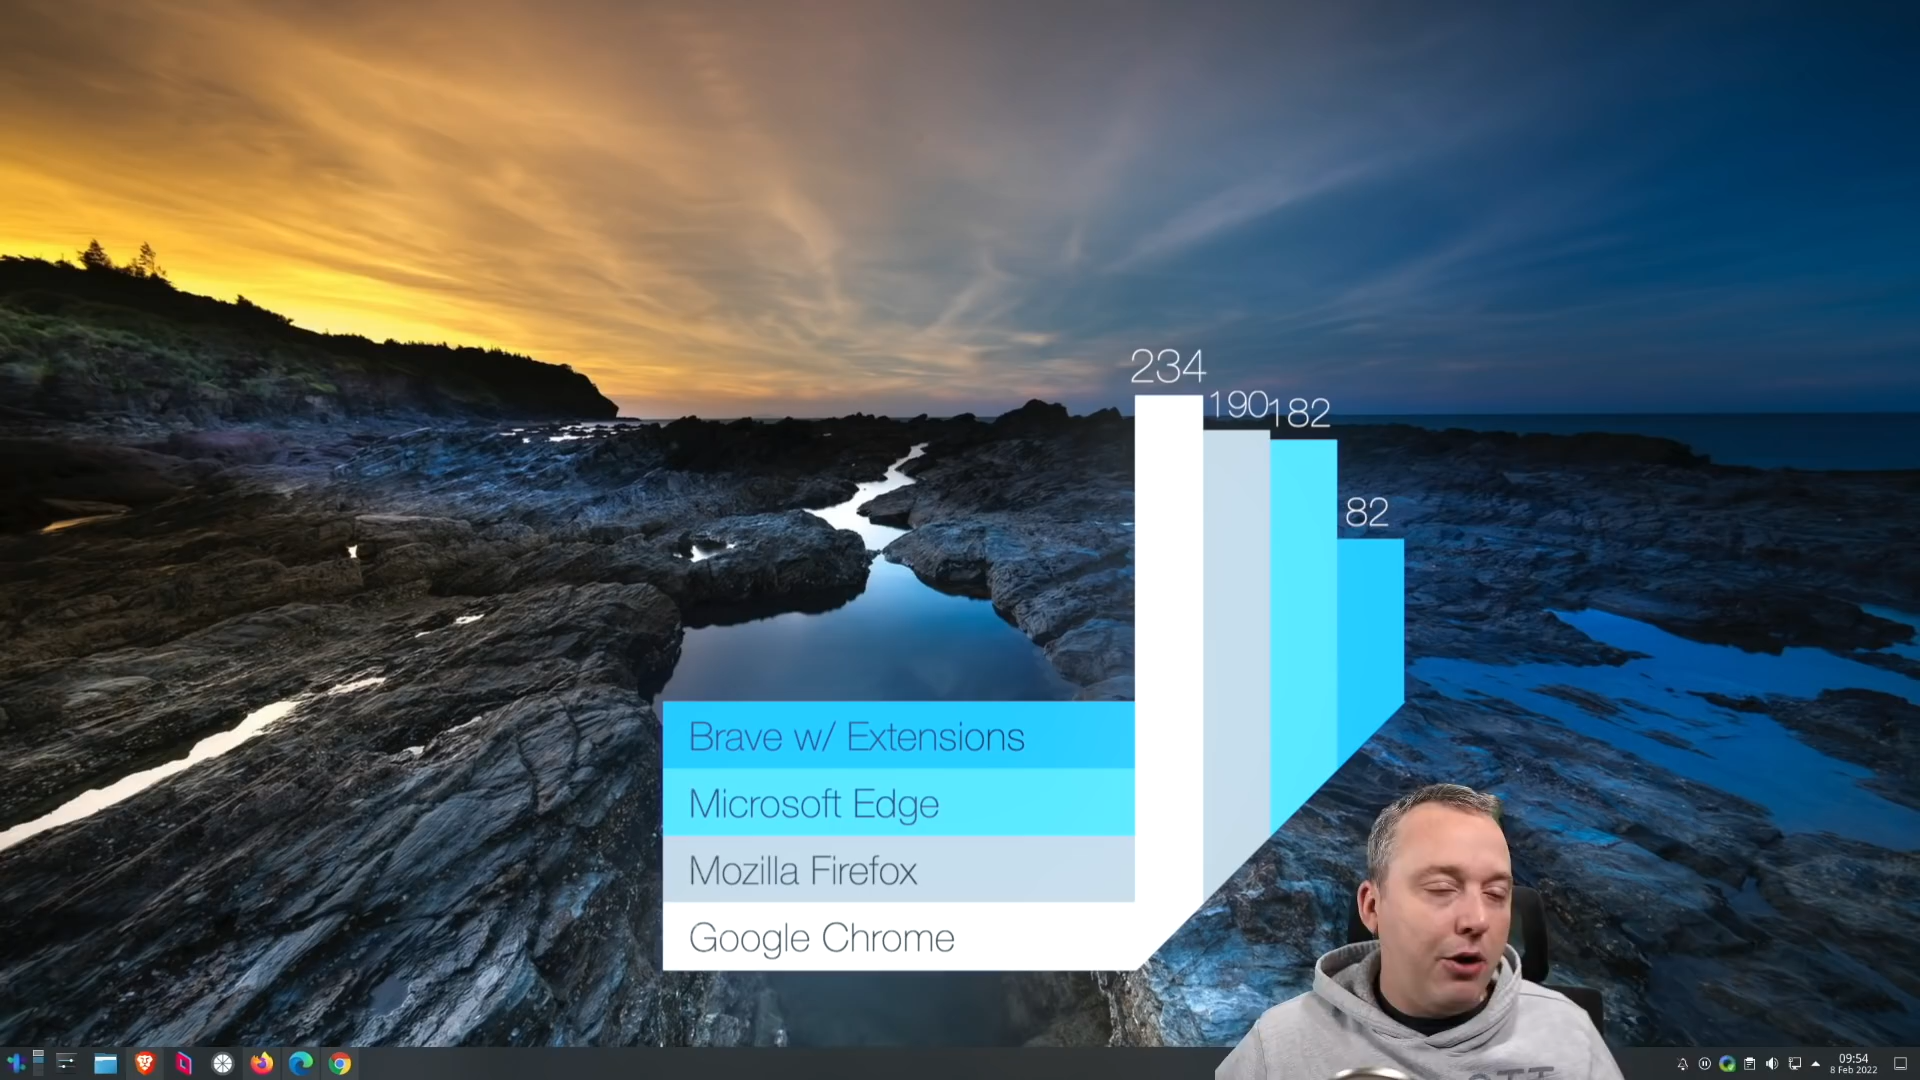 234
190
182
82
Brave w/ Extensions
Microsoft Edge
Mozilla Firefox
Google Chrome
09:54
8 Feb 2022